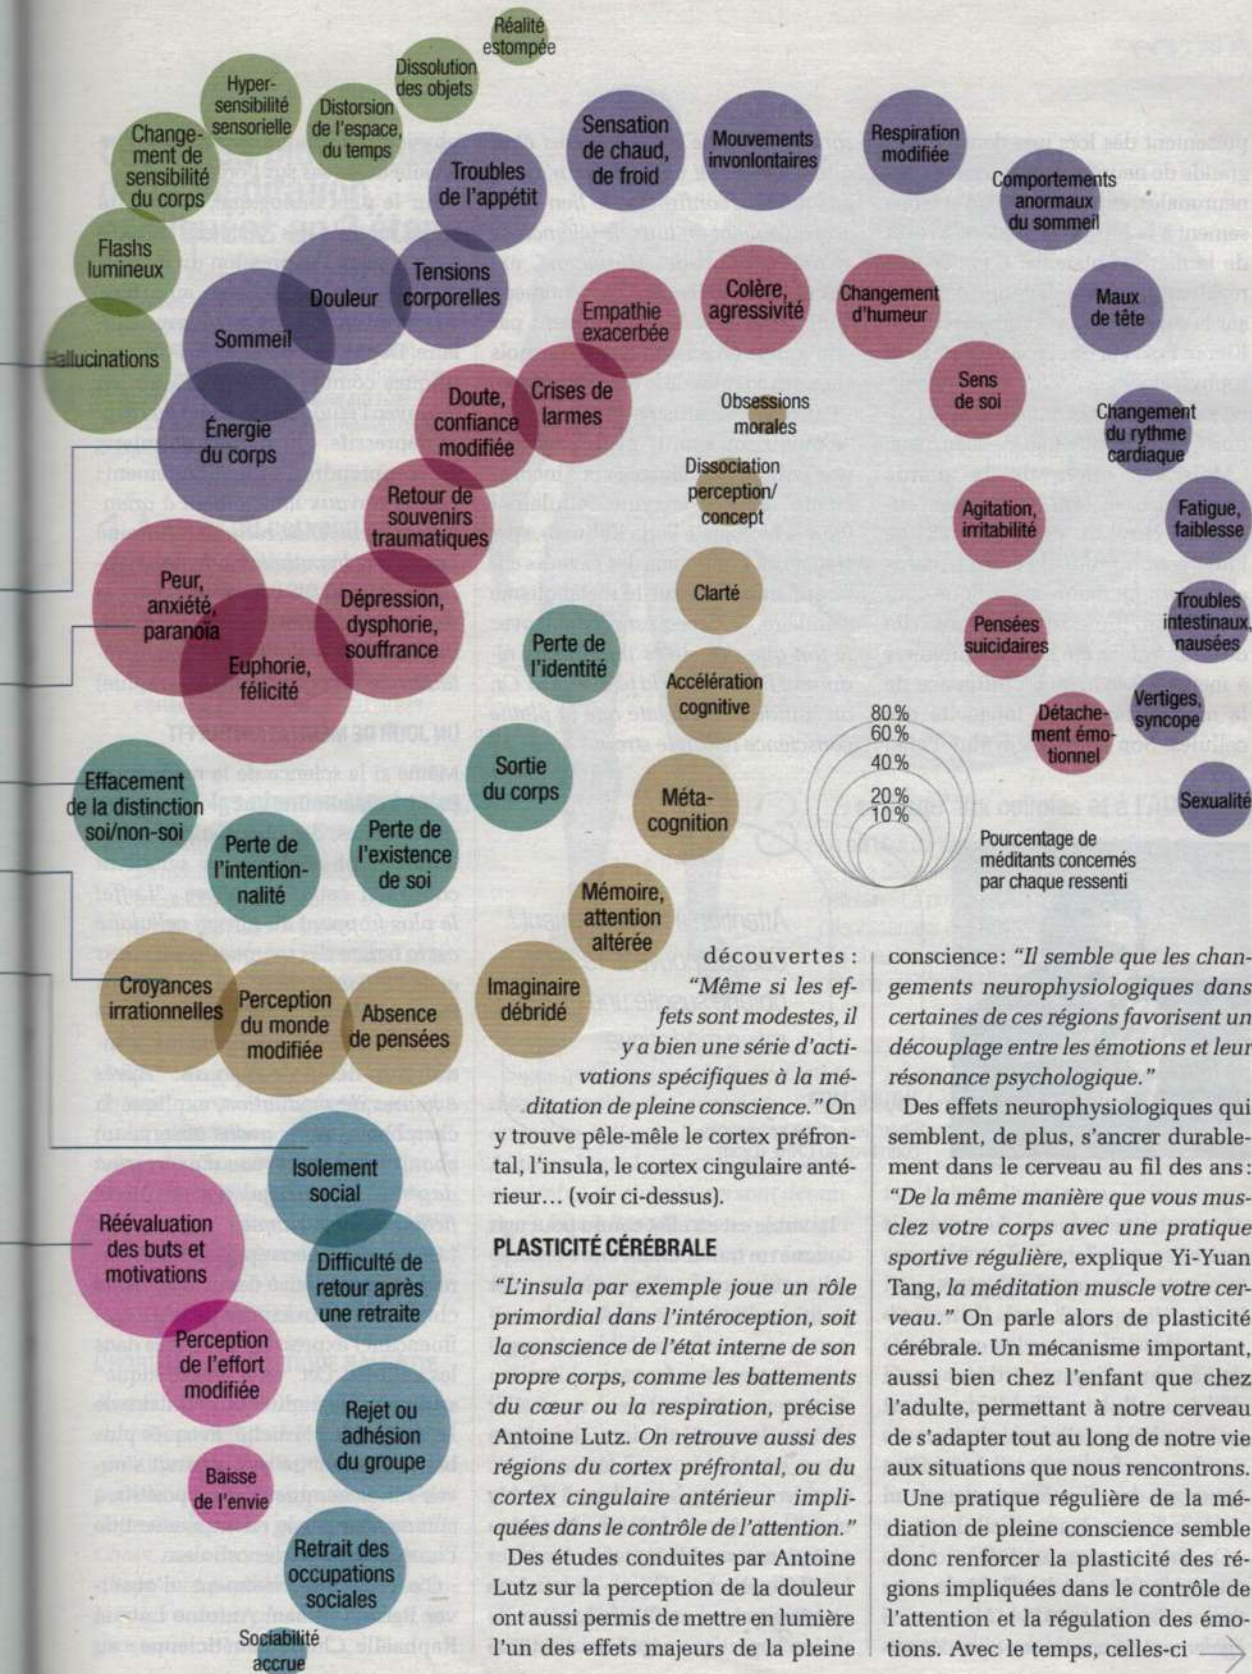 Réalité
estompée
Dissolution
des objets
Hyper-
sensibilité
sensorielle
Distorsion
de l'espace,
du temps
Change-
ment de
sensibilité
du corps
Flashs
lumineux
Hallucinations
Troubles
de l'appétit
Sensation
de chaud,
de froid
Mouvements
invonlontaires
Respiration
modifiée
Comportements
anormaux
du sommeil
Tensions
corporelles
Douleur
Sommeil
Énergie
du corps
Maux
de tête
Changement
du rythme
cardiaque
Fatigue,
faiblesse
Troubles
intestinaux,
nausées
Vertiges,
syncope
Sexualité
Empathie
exacerbée
Colère,
agressivité
Changement
d'humeur
Sens
de soi
Agitation,
irritabilité
Pensées
suicidaires
Détache-
ment émo-
tionnel
Crises de
larmes
Doute,
confiance
modifiée
Retour de
souvenirs
traumatiques
Dépression,
dysphorie,
souffrance
Peur,
anxiété,
paranoïa
Euphorie,
félicité
Obsessions
morales
Dissociation
perception/
concept
Clarté
Accélération
cognitive
Méta-
cognition
Mémoire,
attention
altérée
Imaginaire
débridé
Absence
de pensées
Perception
du monde
modifiée
Croyances
irrationnelles
Perte de
l'identité
Sortie
du corps
Perte de
l'existence
de soi
Perte de
l'intention-
nalité
Effacement
de la distinction
soi/non-soi
80 %
60 %
40 %
20 %
10 %
Pourcentage de
méditants concernés
par chaque ressenti
Isolement
social
Difficulté de
retour après
une retraite
Rejet ou
adhésion
du groupe
Retrait des
occupations
sociales
Sociabilité
accrue
Réévaluation
des buts et
motivations
Perception
de l'effort
modifiée
Baisse
de l'envie
découvertes :
"Même si les ef-
fets sont modestes, il
y a bien une série d'acti-
vations spécifiques à la mé-
ditation de pleine conscience." On
y trouve pêle-mêle le cortex préfron-
tal, l'insula, le cortex cingulaire anté-
rieur… (voir ci-dessus).
PLASTICITÉ CÉRÉBRALE
"L'insula par exemple joue un rôle
primordial dans l'intéroception, soit
la conscience de l'état interne de son
propre corps, comme les battements
du cœur ou la respiration, précise
Antoine Lutz. On retrouve aussi des
régions du cortex préfrontal, ou du
cortex cingulaire antérieur impli-
quées dans le contrôle de l'attention."
Des études conduites par Antoine
Lutz sur la perception de la douleur
ont aussi permis de mettre en lumière
l'un des effets majeurs de la pleine
conscience : "Il semble que les chan-
gements neurophysiologiques dans
certaines de ces régions favorisent un
découplage entre les émotions et leur
résonance psychologique."
Des effets neurophysiologiques qui
semblent, de plus, s'ancrer durable-
ment dans le cerveau au fil des ans :
"De la même manière que vous mus-
clez votre corps avec une pratique
sportive régulière, explique Yi-Yuan
Tang, la méditation muscle votre cer-
veau." On parle alors de plasticité
cérébrale. Un mécanisme important,
aussi bien chez l'enfant que chez
l'adulte, permettant à notre cerveau
de s'adapter tout au long de notre vie
aux situations que nous rencontrons.
Une pratique régulière de la mé-
diation de pleine conscience semble
donc renforcer la plasticité des ré-
gions impliquées dans le contrôle de
l'attention et la régulation des émo-
tions. Avec le temps, celles-ci